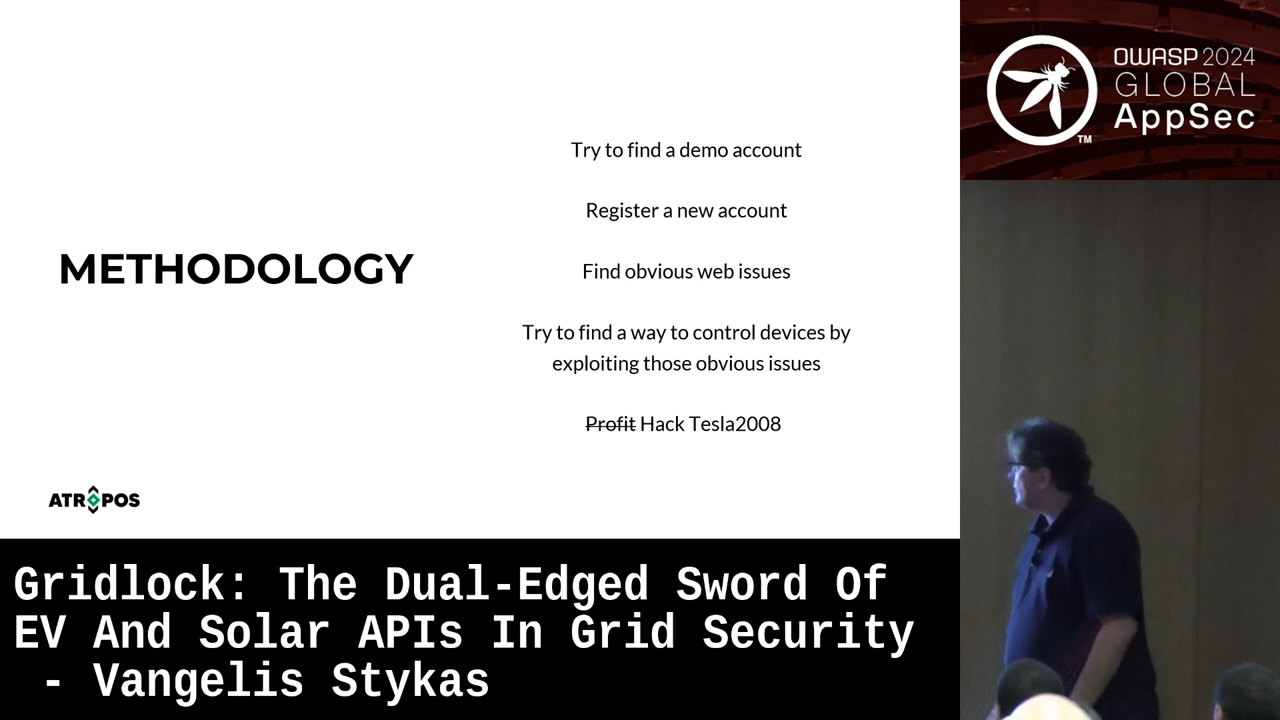 Try to find a demo account
Register a new account
Find obvious web issues
METHODOLOGY
Try to find a way to control devices by
exploiting those obvious issues
Profit Hack Tesla2008
ATROPOS
OWASP 2024
GLOBAL
AppSec
TM
Gridlock: The Dual-Edged Sword Of
EV And Solar APIs In Grid Security
- Vangelis Stykas